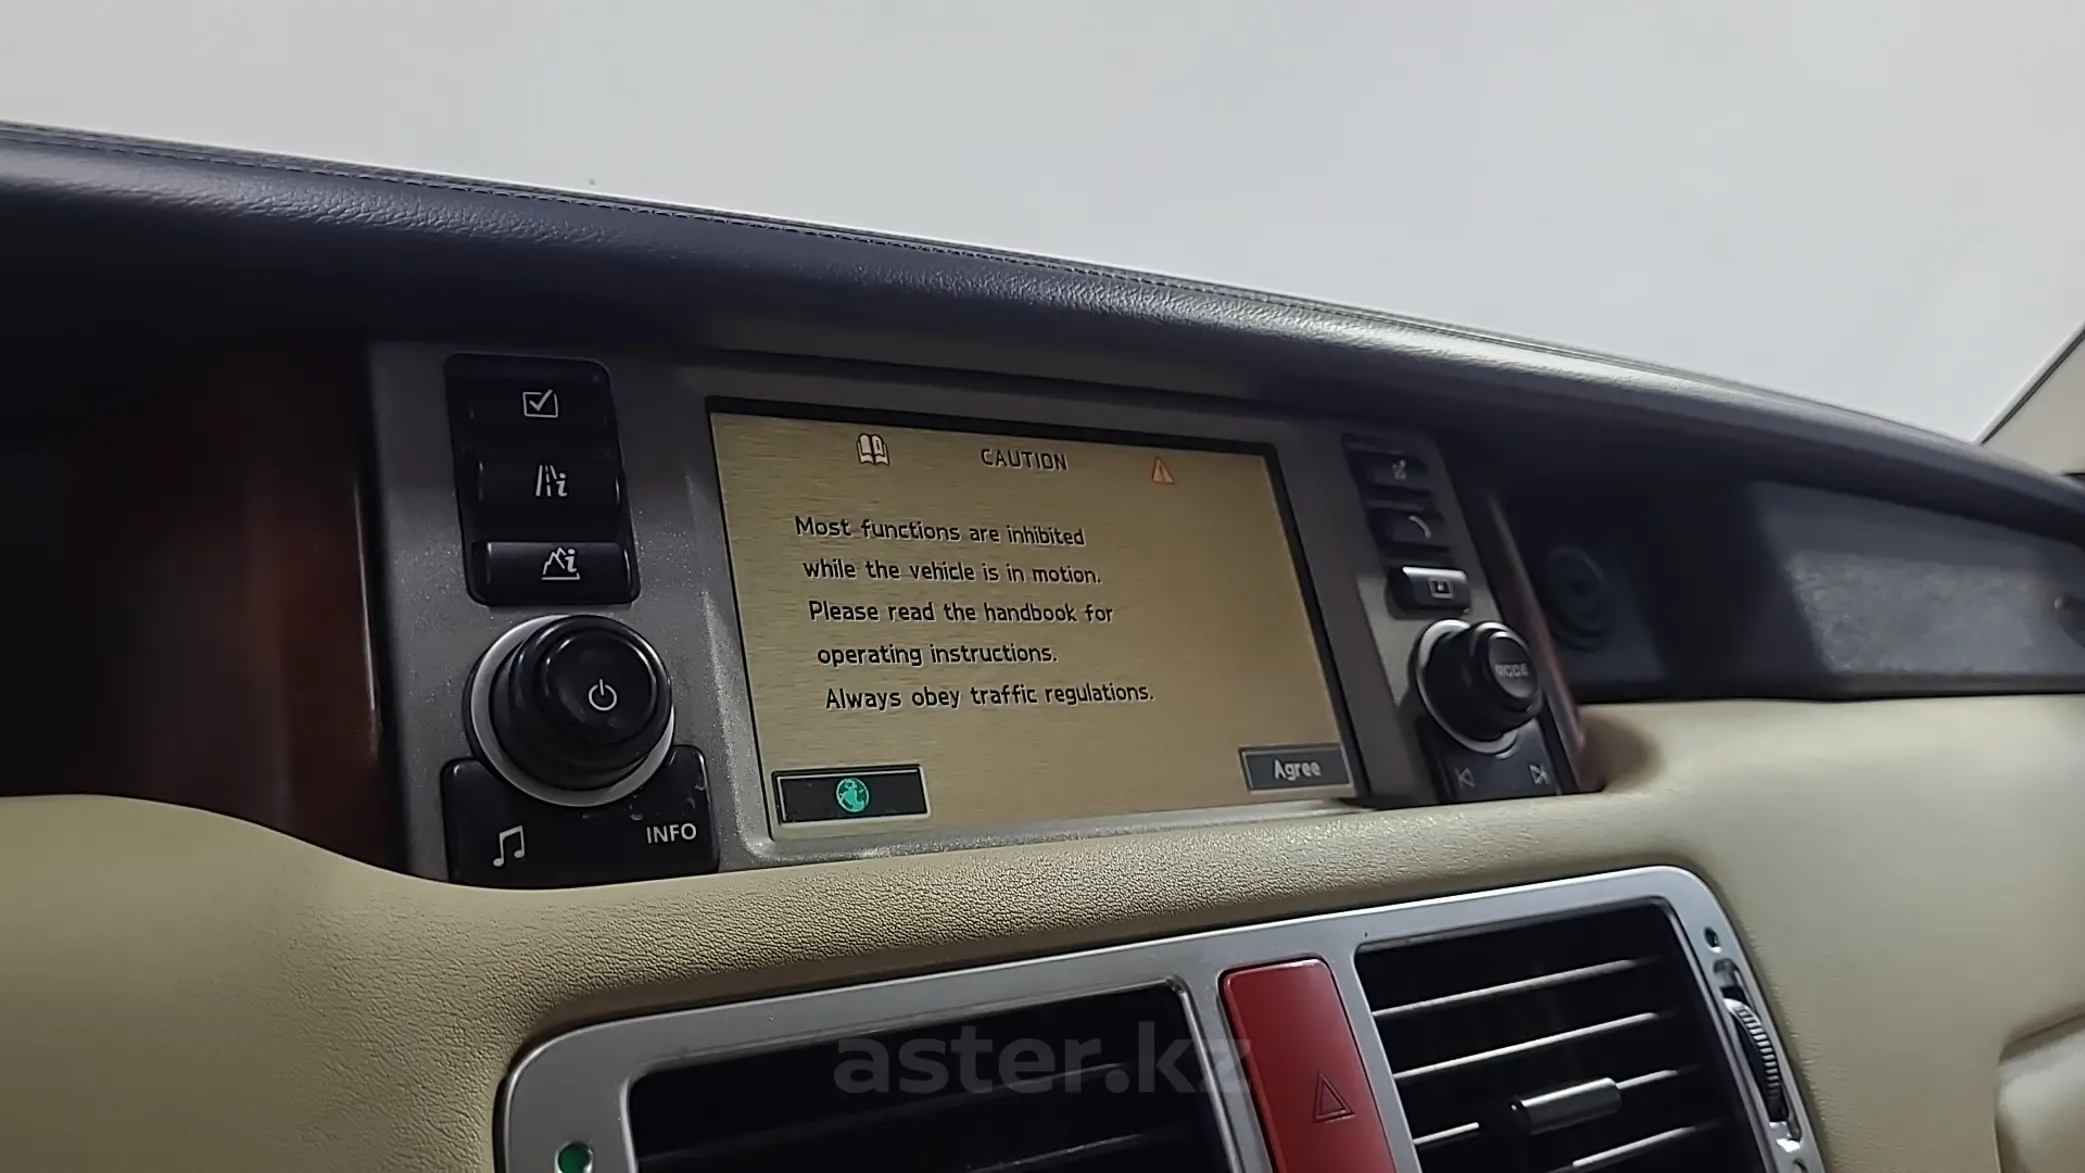 CAUTION
Most functions are inhibited
while the vehicle is in motion.
Please read the handbook for
operating instructions.
Always obey traffic regulations.
Agree
MODE
INFO
aster.kz